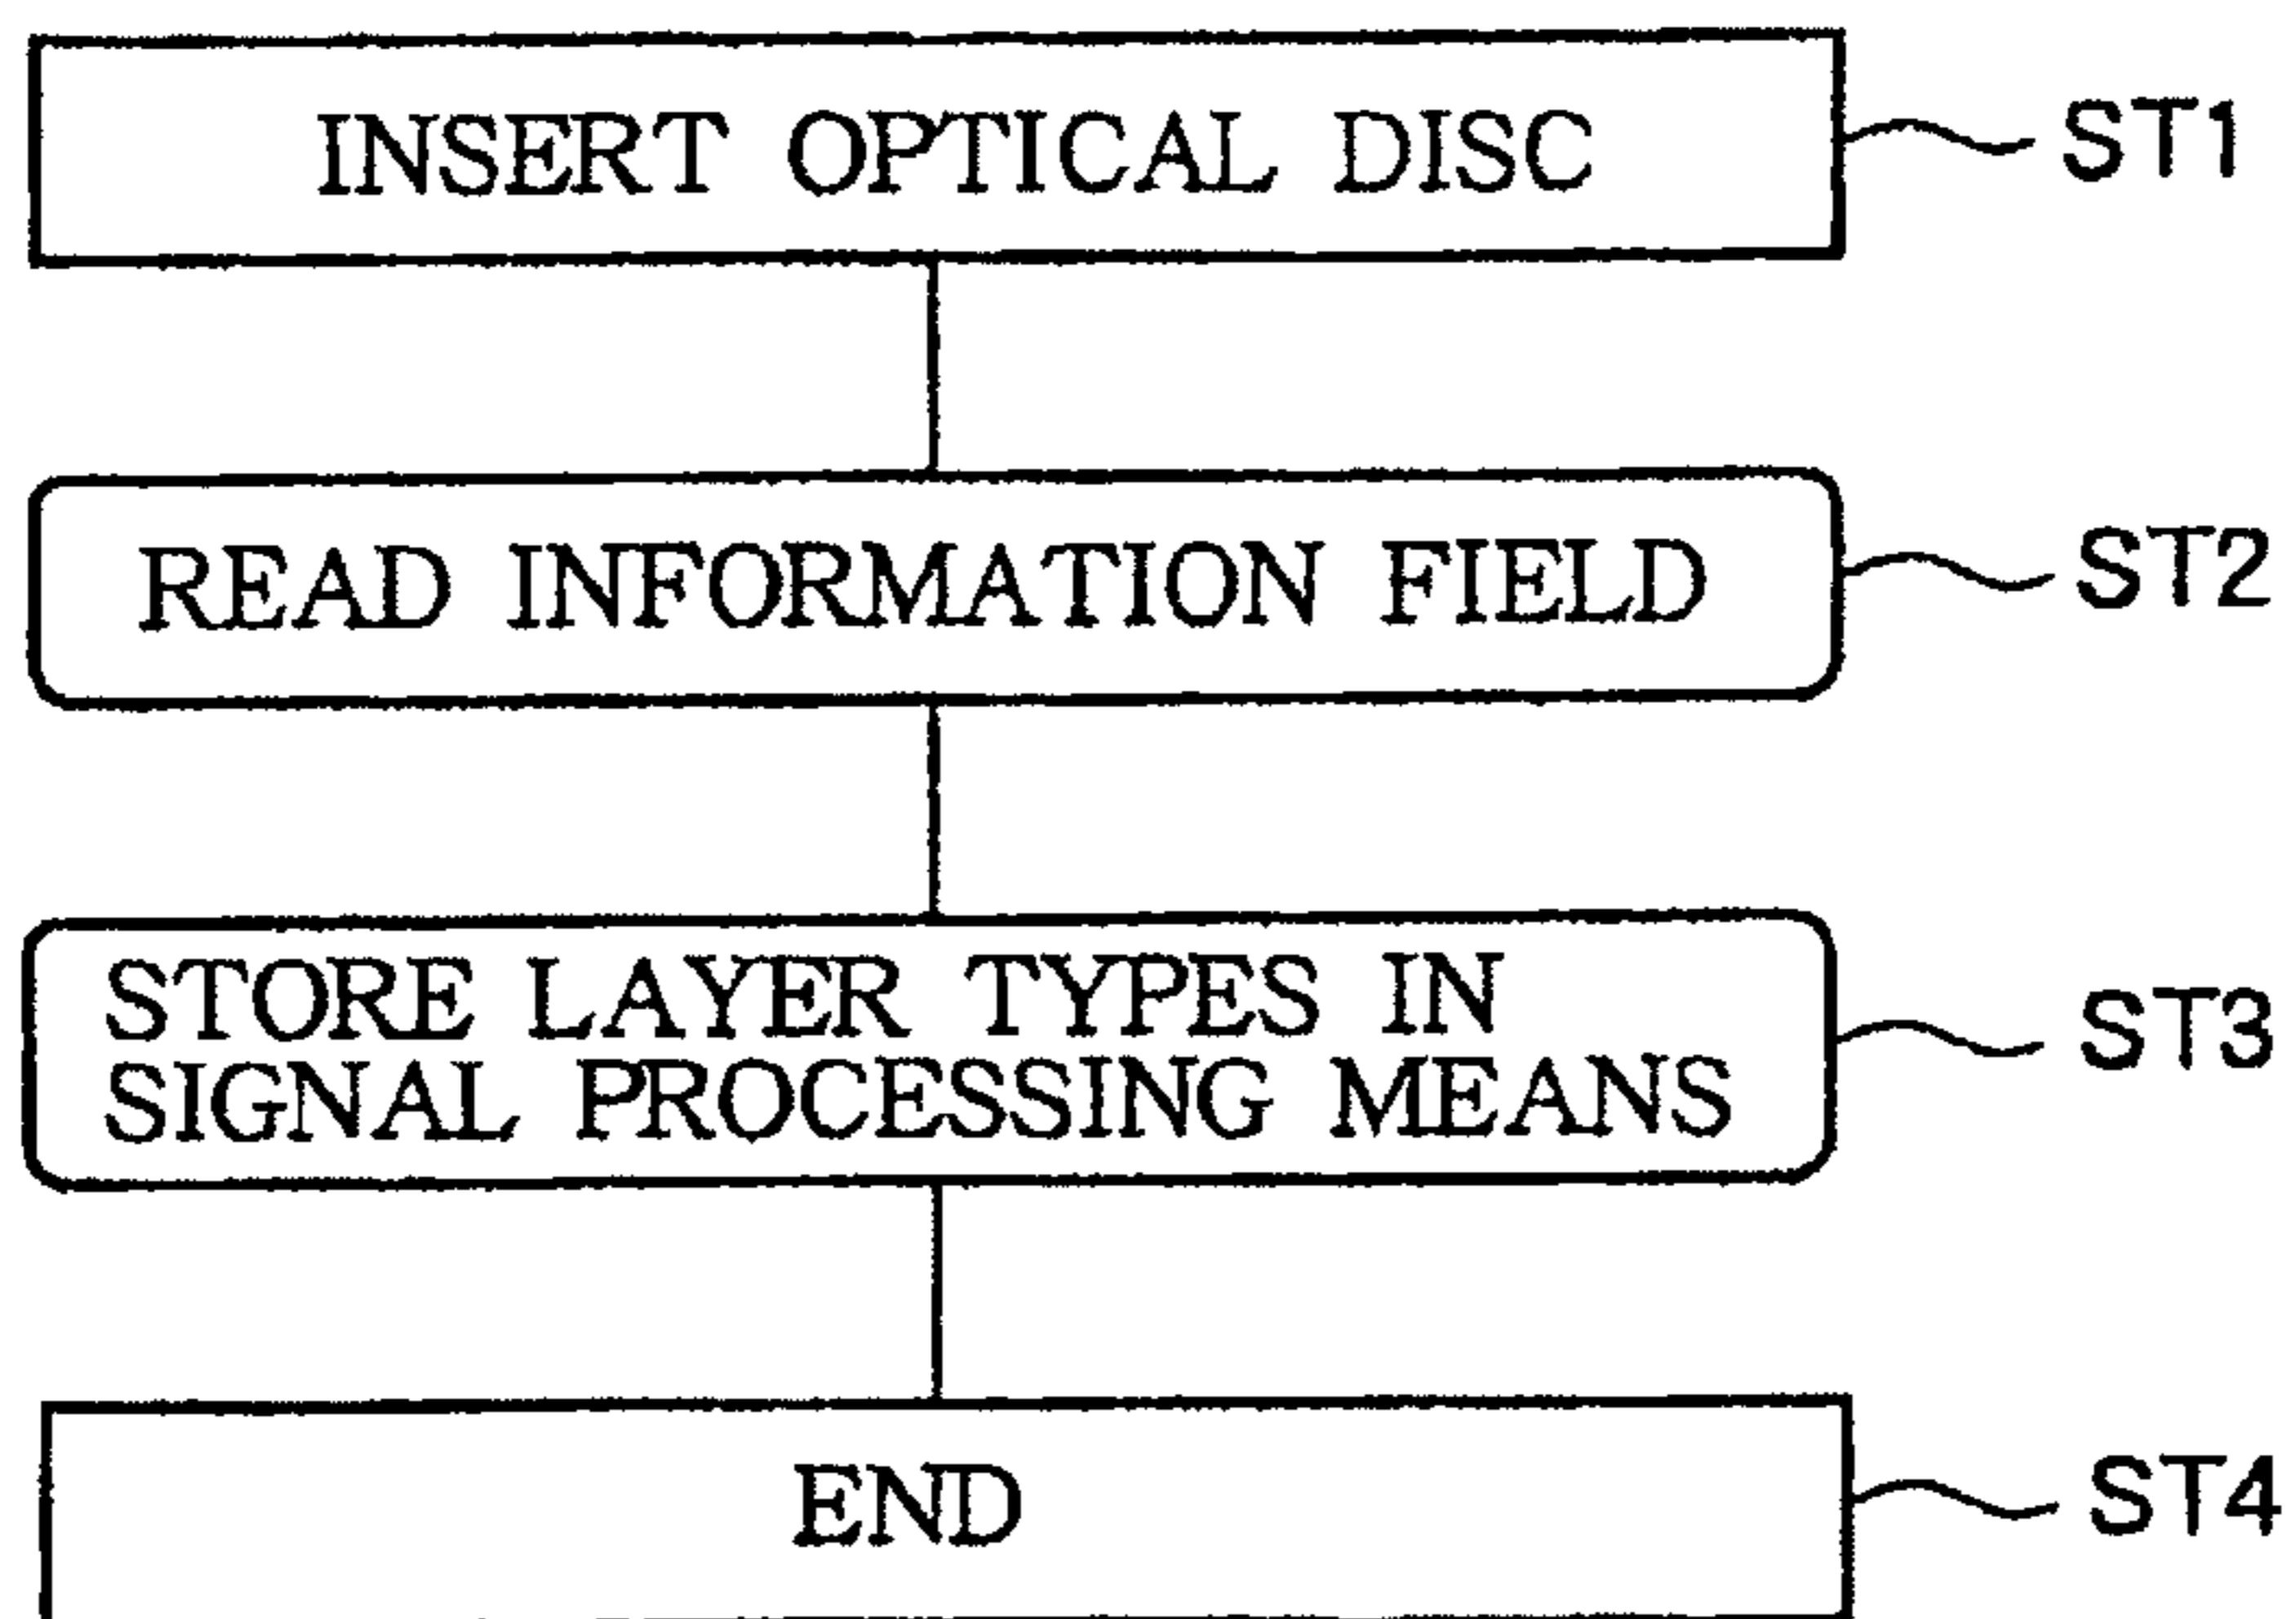 INSERT OPTICAL DISC
ST1
READ INFORMATION FIELD
ST2
STORE LAYER TYPES IN
SIGNAL PROCESSING MEANS
ST3
END
ST4